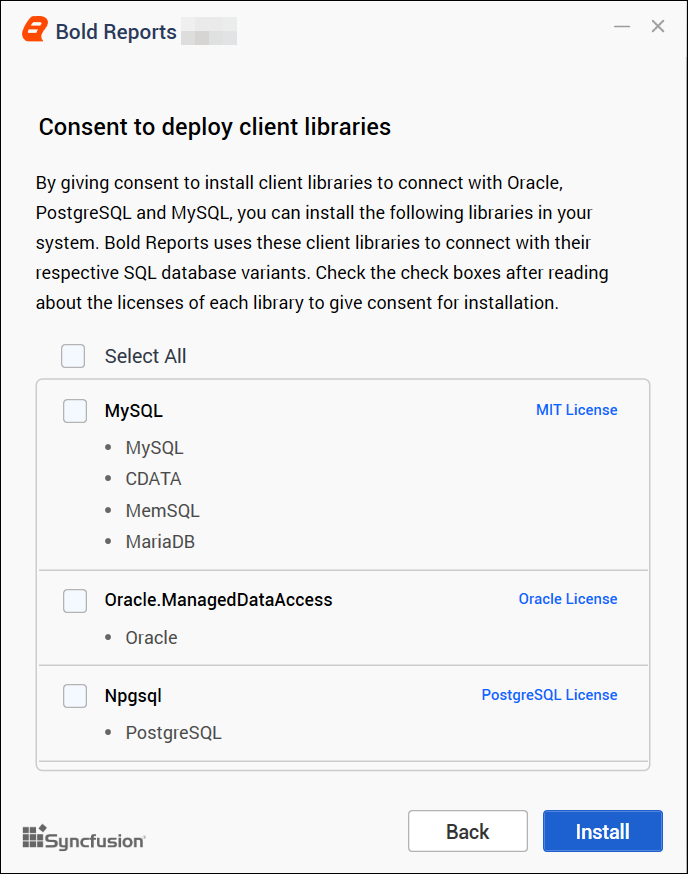 Bold Reports
Consent to deploy client libraries
By giving consent to install client libraries to connect with Oracle,
PostgreSQL and MySQL, you can install the following libraries in your
system. Bold Reports uses these client libraries to connect with their
respective SQL database variants. Check the check boxes after reading
about the licenses of each library to give consent for installation.
Select All
MySQL MIT License
• MySQL
• CDATA
• MemSQL
• MariaDB
Oracle.ManagedDataAccess Oracle License
• Oracle
Npgsql PostgreSQL License
• PostgreSQL
Syncfusion Back Install